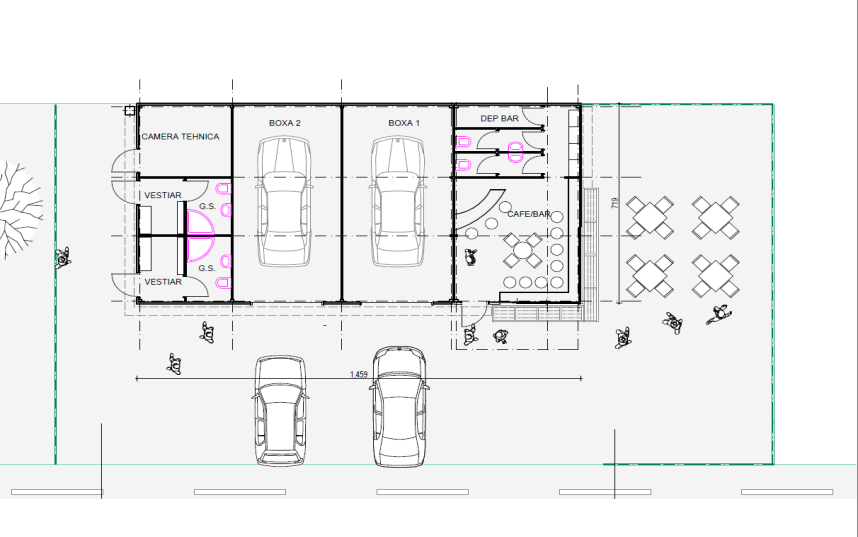 DEP BAR
BOXA 2
BOXA 1
CAMERA TEHNICA
VESTIAR
G.S.
CAFE/BAR
719
G.S.
VESTIAR
1.459